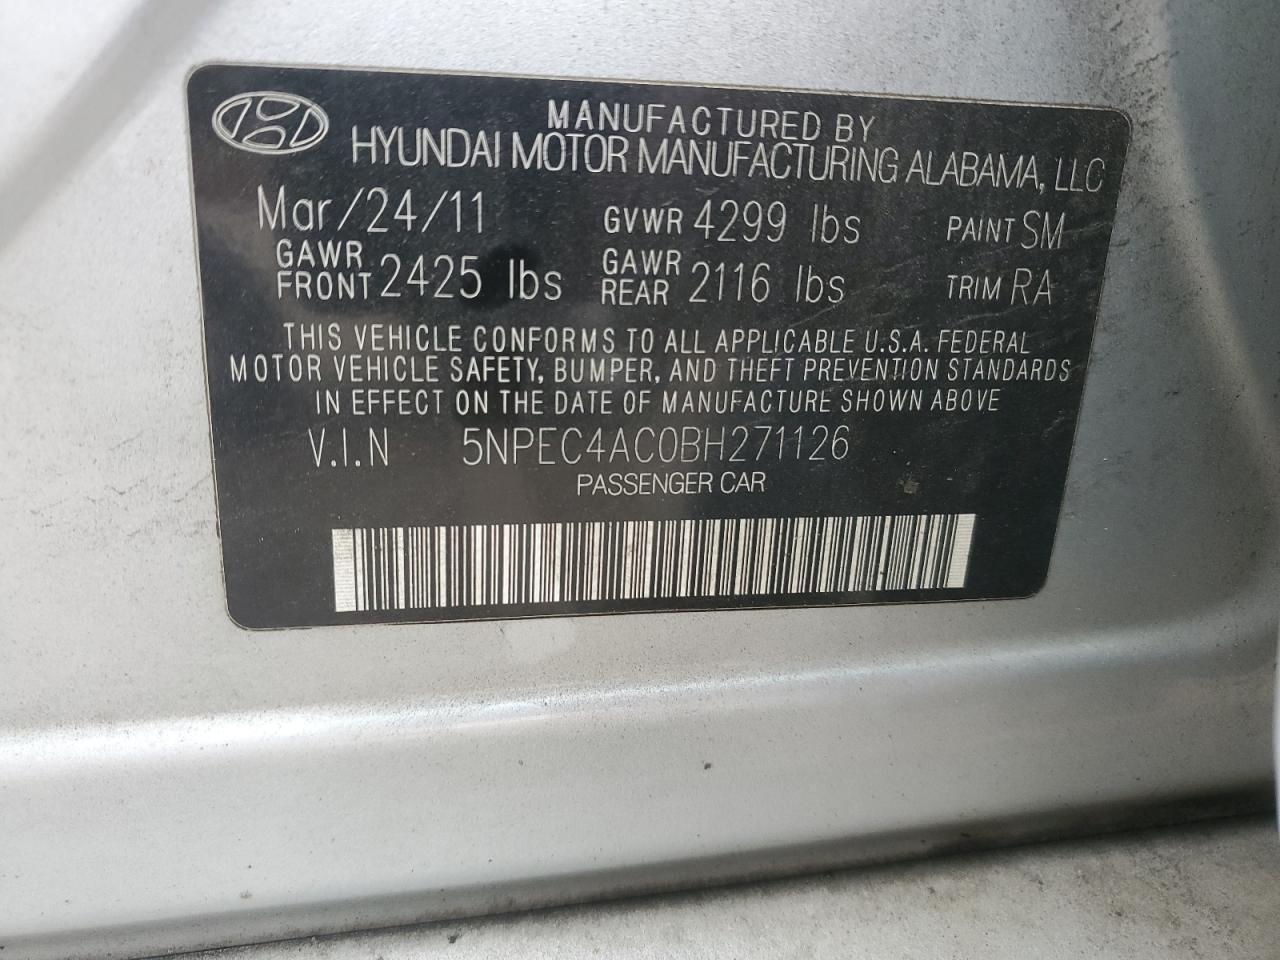 MANUFACTURED BY
HYUNDAI MOTOR MANUFACTURING ALABAMA, LLC
Mar/24/11 GVWR 4299 lbs PAINT SM
GAWR FRONT 2425 lbs GAWR REAR 2116 lbs TRIM RA
THIS VEHICLE CONFORMS TO ALL APPLICABLE U.S.A. FEDERAL
MOTOR VEHICLE SAFETY, BUMPER, AND THEFT PREVENTION STANDARDS
IN EFFECT ON THE DATE OF MANUFACTURE SHOWN ABOVE
V.I.N 5NPEC4AC0BH271126
PASSENGER CAR